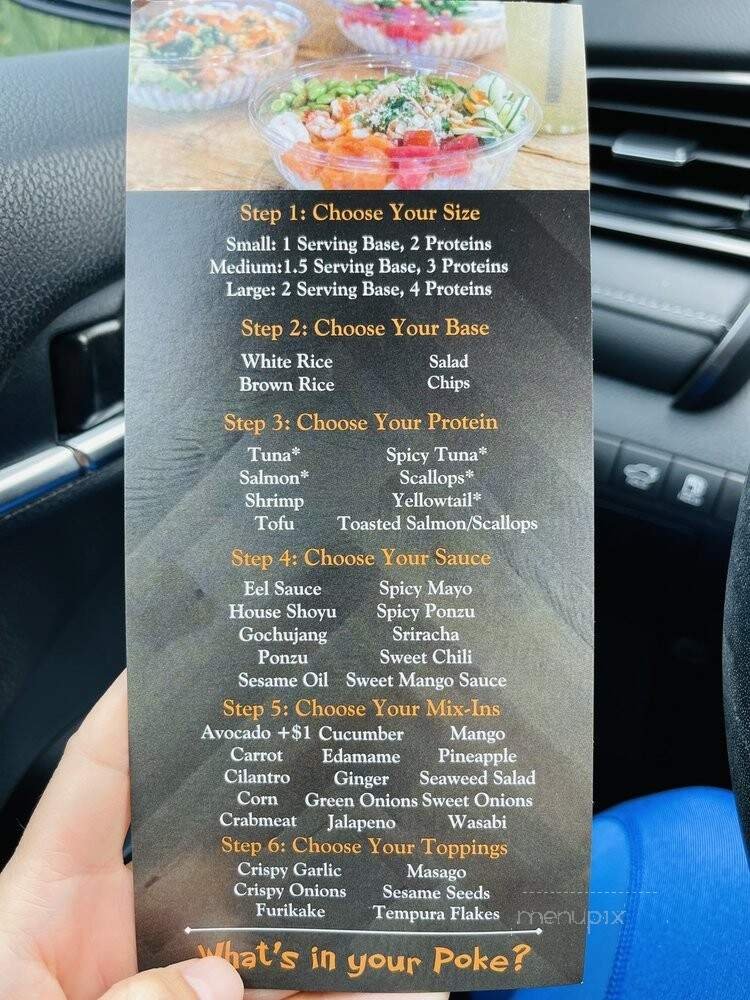 Step 1: Choose Your Size
Small: 1 Serving Base, 2 Proteins
Medium:1.5 Serving Base, 3 Proteins
Large: 2 Serving Base, 4 Proteins
Step 2: Choose Your Base
White Rice Salad
Brown Rice Chips
Step 3: Choose Your Protein
Tuna* Spicy Tuna*
Salmon* Scallops*
Shrimp Yellowtail*
Tofu Toasted Salmon/Scallops
Step 4: Choose Your Sauce
Eel Sauce Spicy Mayo
House Shoyu Spicy Ponzu
Gochujang Sriracha
Ponzu Sweet Chili
Sesame Oil Sweet Mango Sauce
Step 5: Choose Your Mix-Ins
Avocado +$1 Cucumber Mango
Carrot Edamame Pineapple
Cilantro Ginger Seaweed Salad
Corn Green Onions Sweet Onions
Crabmeat Jalapeno Wasabi
Step 6: Choose Your Toppings
Crispy Garlic Masago
Crispy Onions Sesame Seeds
Furikake Tempura Flakes
menupix
What's in your Poke?